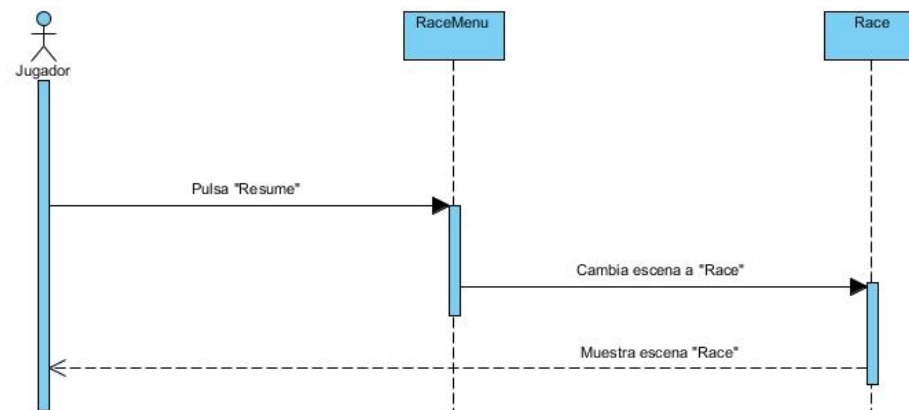 RaceMenu
Race
Jugador
Pulsa "Resume"
Cambia escena a "Race"
Muestra escena "Race"